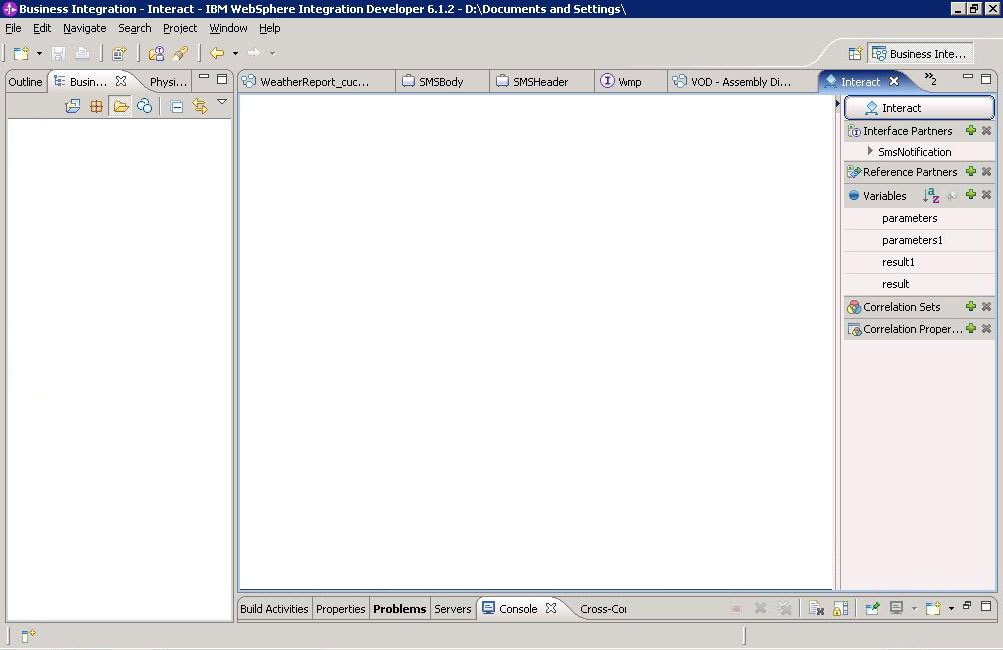 Business Integration - Interact - IBM WebSphere Integration Developer 6.1.2 - D:\Documents and Settings\
File Edit Navigate Search Project Window Help
Business Inte...
Outline Busin... Physi... WeatherReport_cuc... SMSBody SMSHeader Wmp VOD - Assembly Di... Interact »2
Interact
Interface Partners
SmsNotification
Reference Partners
Variables
parameters
parameters1
result1
result
Correlation Sets
Correlation Proper...
Build Activities Properties Problems Servers Console Cross-Cor